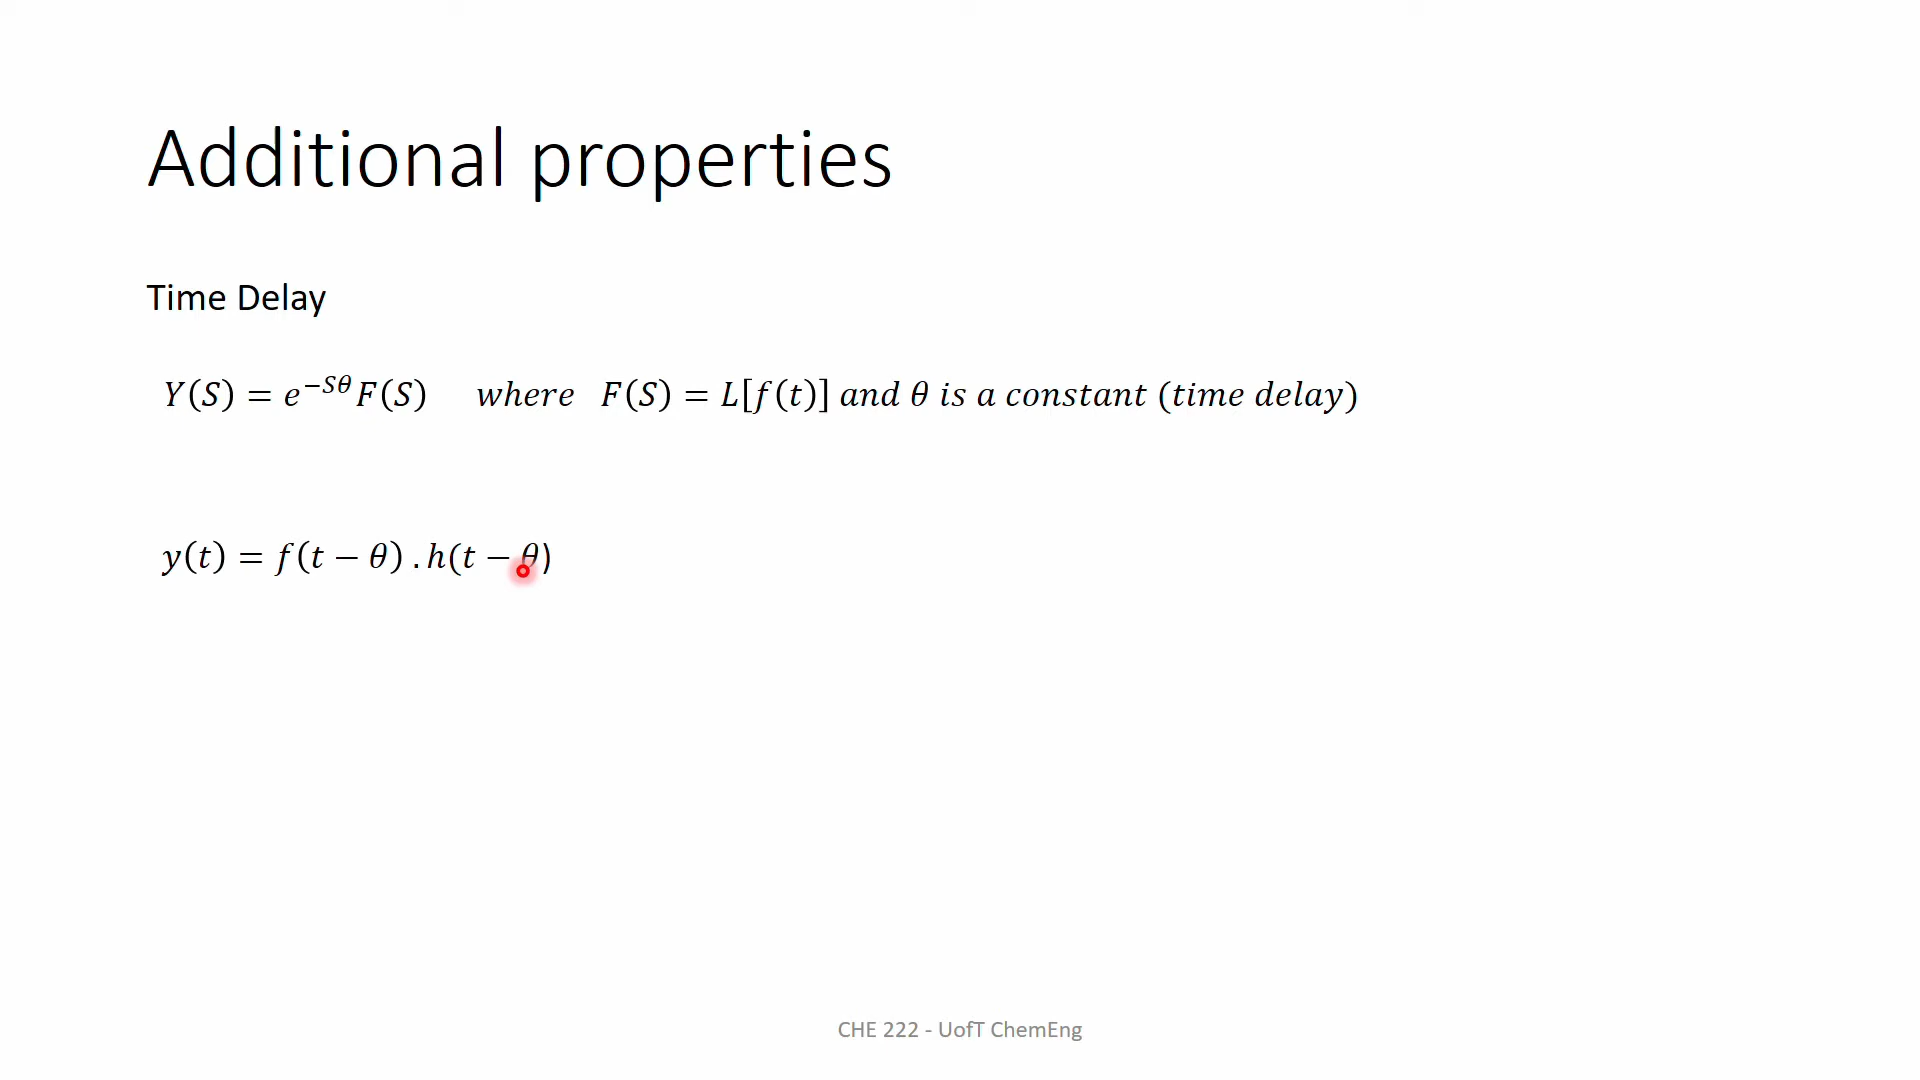 Additional properties
Time Delay
Y(S) = e^{−Sθ}F(S) where F(S) = L[f(t)] and θ is a constant (time delay)
y(t) = f(t − θ) . h(t − θ)
CHE 222 - UofT ChemEng